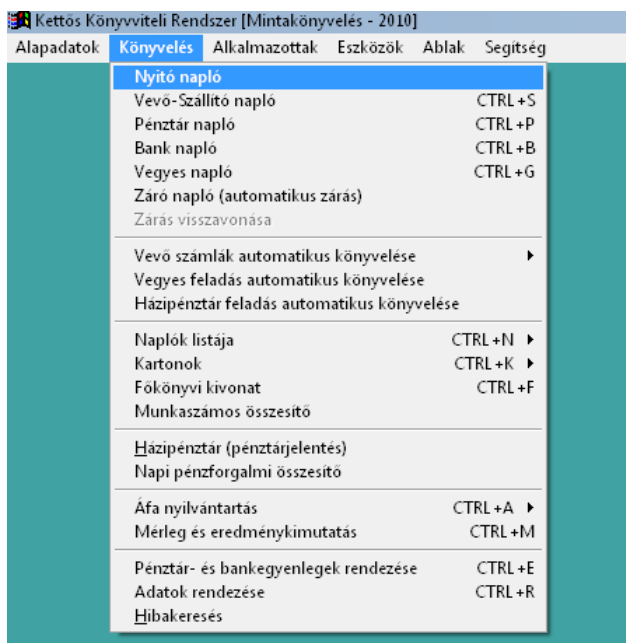 Kettős Könyvviteli Rendszer [Mintakönyvelés - 2010]
Alapadatok Könyvelés Alkalmazottak Eszközök Ablak Segítség
Nyitó napló
Vevő-Szállító napló CTRL+S
Pénztár napló CTRL+P
Bank napló CTRL+B
Vegyes napló CTRL+G
Záró napló (automatikus zárás)
Zárás visszavonása
Vevő számlák automatikus könyvelése
Vegyes feladás automatikus könyvelése
Házipénztár feladás automatikus könyvelése
Naplók listája CTRL+N
Kartonok CTRL+K
Főkönyvi kivonat CTRL+F
Munkaszámos összesítő
Házipénztár (pénztárjelentés)
Napi pénzforgalmi összesítő
Áfa nyilvántartás CTRL+A
Mérleg és eredménykimutatás CTRL+M
Pénztár- és bankegyenlegek rendezése CTRL+E
Adatok rendezése CTRL+R
Hibakeresés